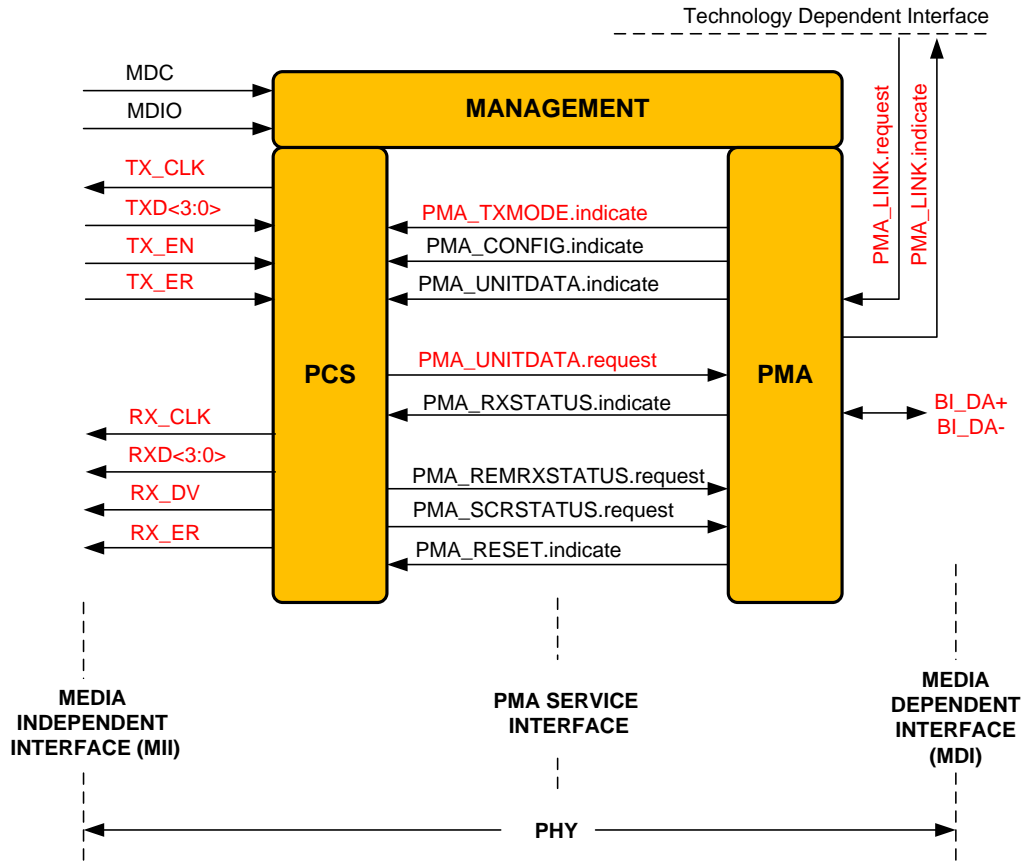 Technology Dependent Interface
MDC
MDIO
MANAGEMENT
PMA_LINK.request
PMA_LINK.indicate
TX_CLK
TXD<3:0>
TX_EN
TX_ER
PMA_TXMODE.indicate
PMA_CONFIG.indicate
PMA_UNITDATA.indicate
PCS
PMA_UNITDATA.request
PMA
PMA_RXSTATUS.indicate
BI_DA+
BI_DA-
RX_CLK
RXD<3:0>
RX_DV
RX_ER
PMA_REMRXSTATUS.request
PMA_SCRSTATUS.request
PMA_RESET.indicate
MEDIA
INDEPENDENT
INTERFACE (MII)
PMA SERVICE
INTERFACE
MEDIA
DEPENDENT
INTERFACE
(MDI)
PHY